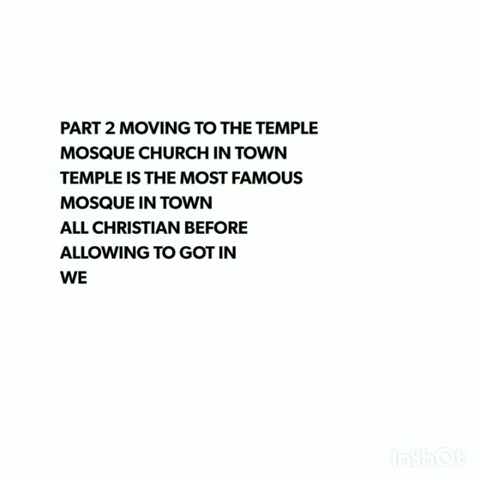 PART 2 MOVING TO THE TEMPLE
MOSQUE CHURCH IN TOWN
TEMPLE IS THE MOST FAMOUS
MOSQUE IN TOWN
ALL CHRISTIAN BEFORE
ALLOWING TO GOT IN
WE
InShOt